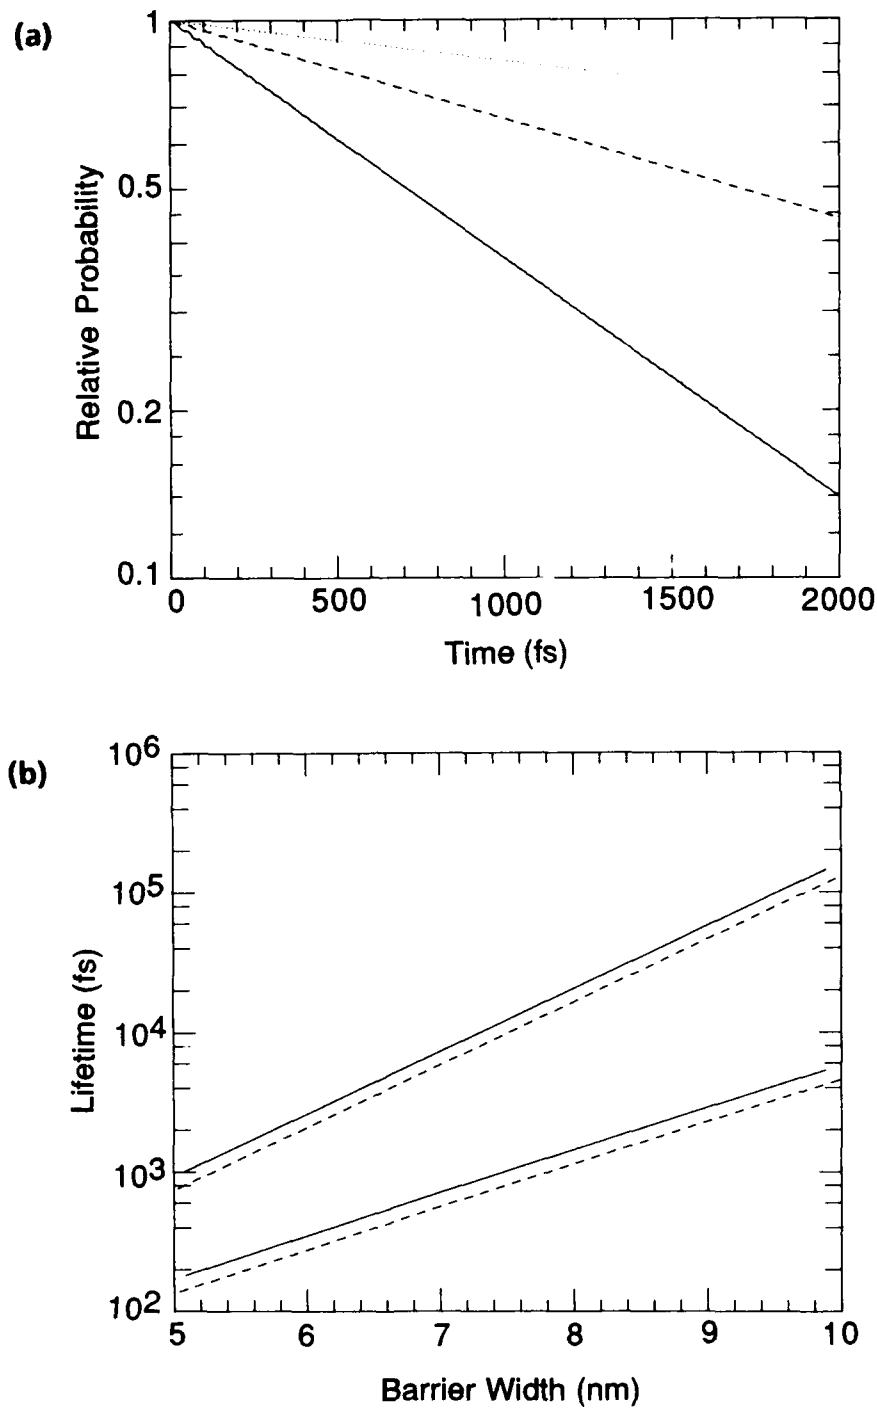 (a)
1
0.5
0.2
0.1
Relative Probability
0 500 1000 1500 2000
Time (fs)
(b)
10^6
10^5
10^4
10^3
10^2
Lifetime (fs)
5 6 7 8 9 10
Barrier Width (nm)